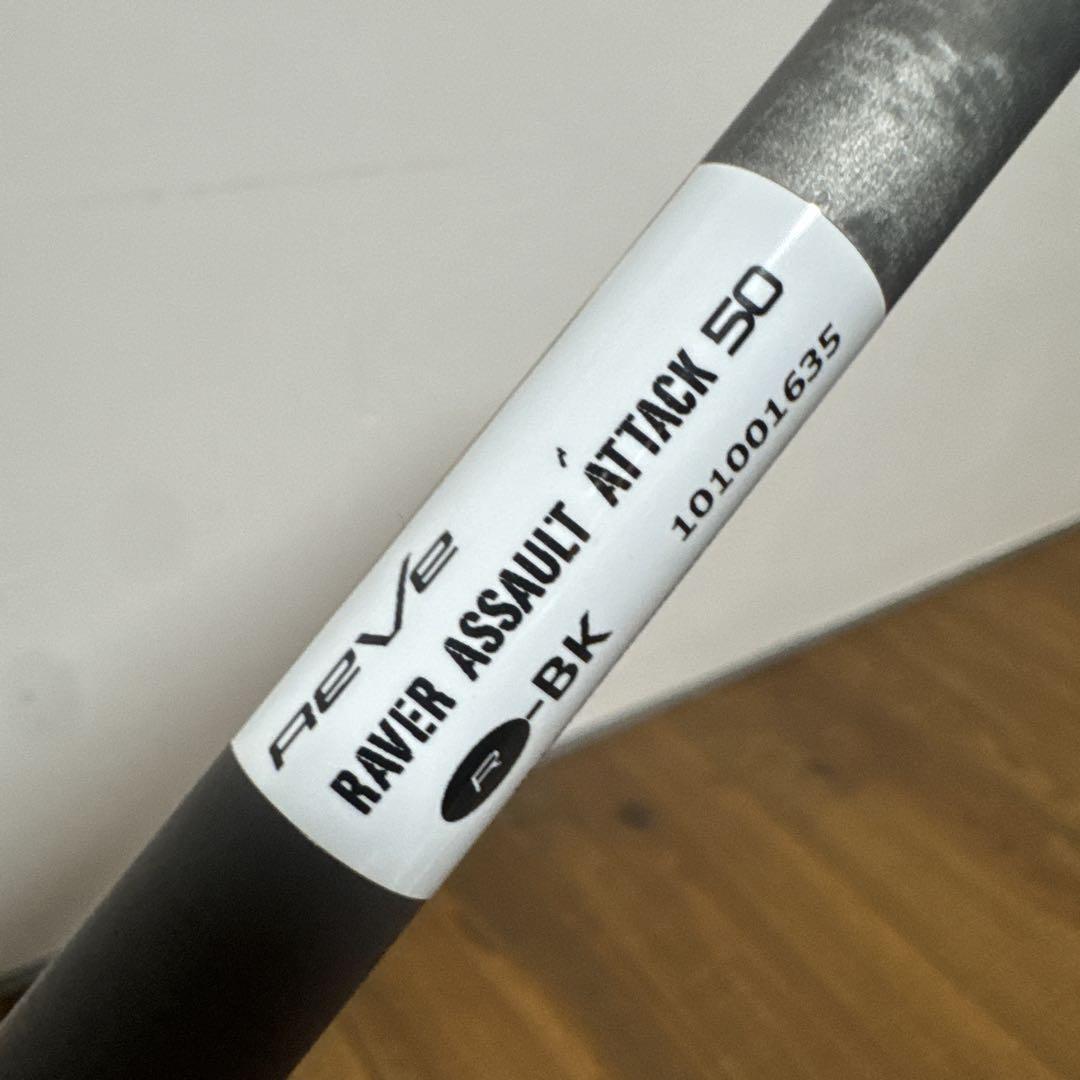 ReVe
RAVER ASSAULT ATTACK 50
101001635
R-BK